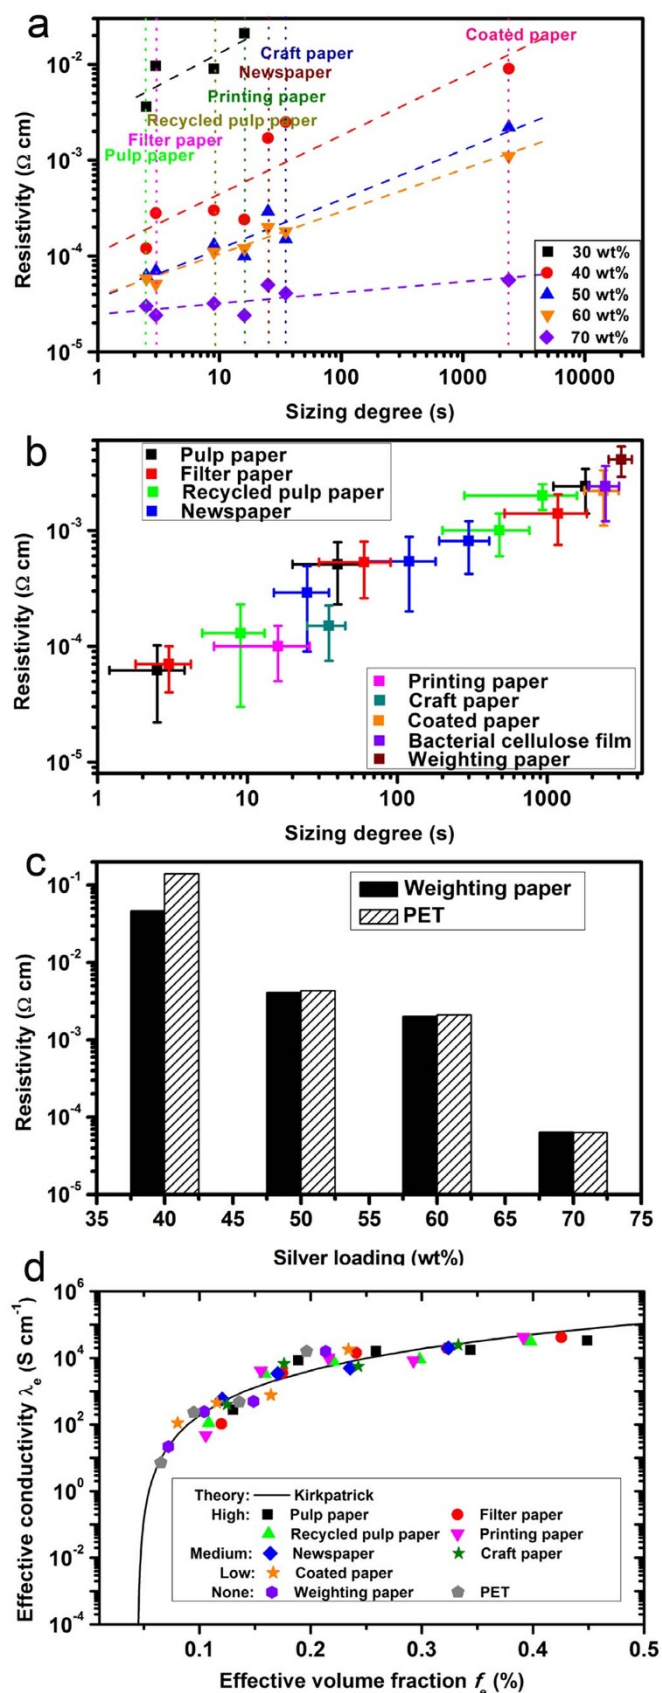 a
Resistivity (Ω cm)
10⁻²
10⁻³
10⁻⁴
10⁻⁵
Craft paper
Coated paper
Newspaper
Printing paper
Recycled pulp paper
Filter paper
Pulp paper
30 wt%
40 wt%
50 wt%
60 wt%
70 wt%
1 10 100 1000 10000
Sizing degree (s)
b
Resistivity (Ω cm)
10⁻³
10⁻⁴
10⁻⁵
Pulp paper
Filter paper
Recycled pulp paper
Newspaper
Printing paper
Craft paper
Coated paper
Bacterial cellulose film
Weighting paper
1 10 100 1000
Sizing degree (s)
c
Resistivity (Ω cm)
10⁻¹
10⁻²
10⁻³
10⁻⁴
10⁻⁵
Weighting paper
PET
35 40 45 50 55 60 65 70 75
Silver loading (wt%)
d
Effective conductivity λₑ (S cm⁻¹)
10⁶
10⁴
10²
10⁰
10⁻²
10⁻⁴
Theory: Kirkpatrick
High: Pulp paper Filter paper
Recycled pulp paper Printing paper
Medium: Newspaper Craft paper
Low: Coated paper
None: Weighting paper PET
0.1 0.2 0.3 0.4 0.5
Effective volume fraction fₑ (%)